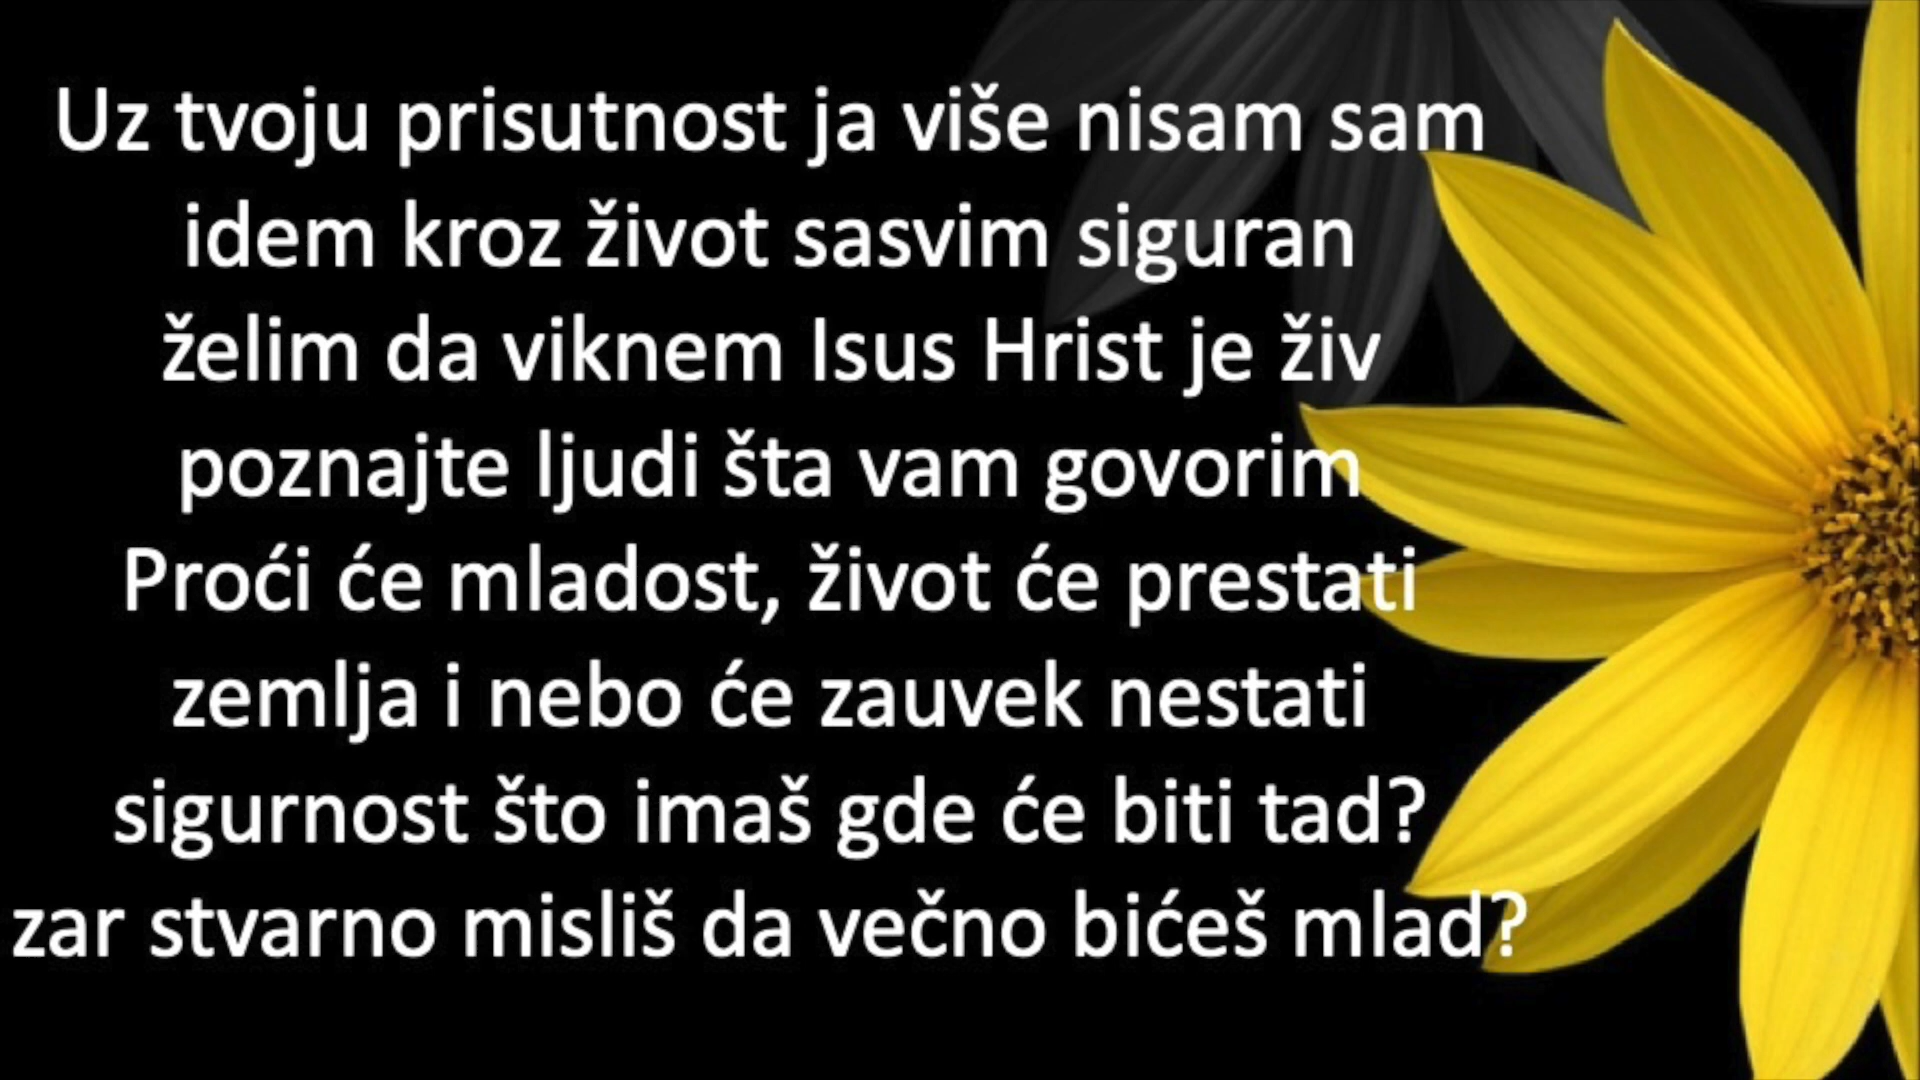 Uz tvoju prisutnost ja više nisam sam
idem kroz život sasvim siguran
želim da viknem Isus Hrist je živ
poznajte ljudi šta vam govorim
Proći će mladost, život će prestati
zemlja i nebo će zauvek nestati
sigurnost što imaš gde će biti tad?
zar stvarno misliš da večno bićeš mlad?